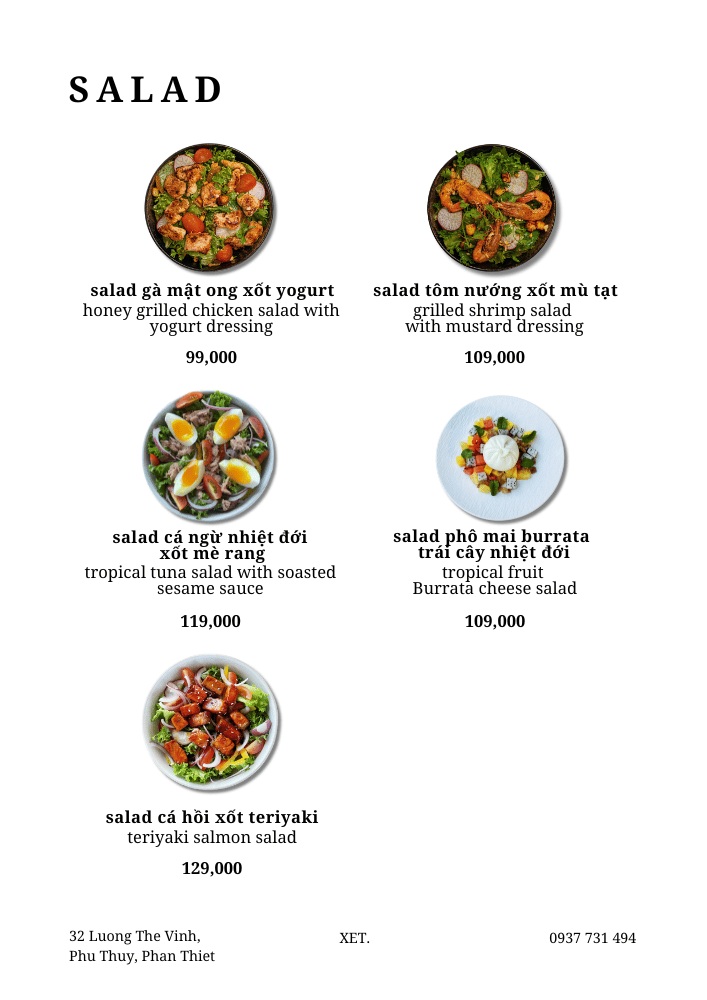 SALAD
salad gà mật ong xốt yogurt
honey grilled chicken salad with
yogurt dressing
99,000
salad tôm nướng xốt mù tạt
grilled shrimp salad
with mustard dressing
109,000
salad cá ngừ nhiệt đới
xốt mè rang
tropical tuna salad with soasted
sesame sauce
119,000
salad phô mai burrata
trái cây nhiệt đới
tropical fruit
Burrata cheese salad
109,000
salad cá hồi xốt teriyaki
teriyaki salmon salad
129,000
32 Luong The Vinh,
Phu Thuy, Phan Thiet
XET.
0937 731 494